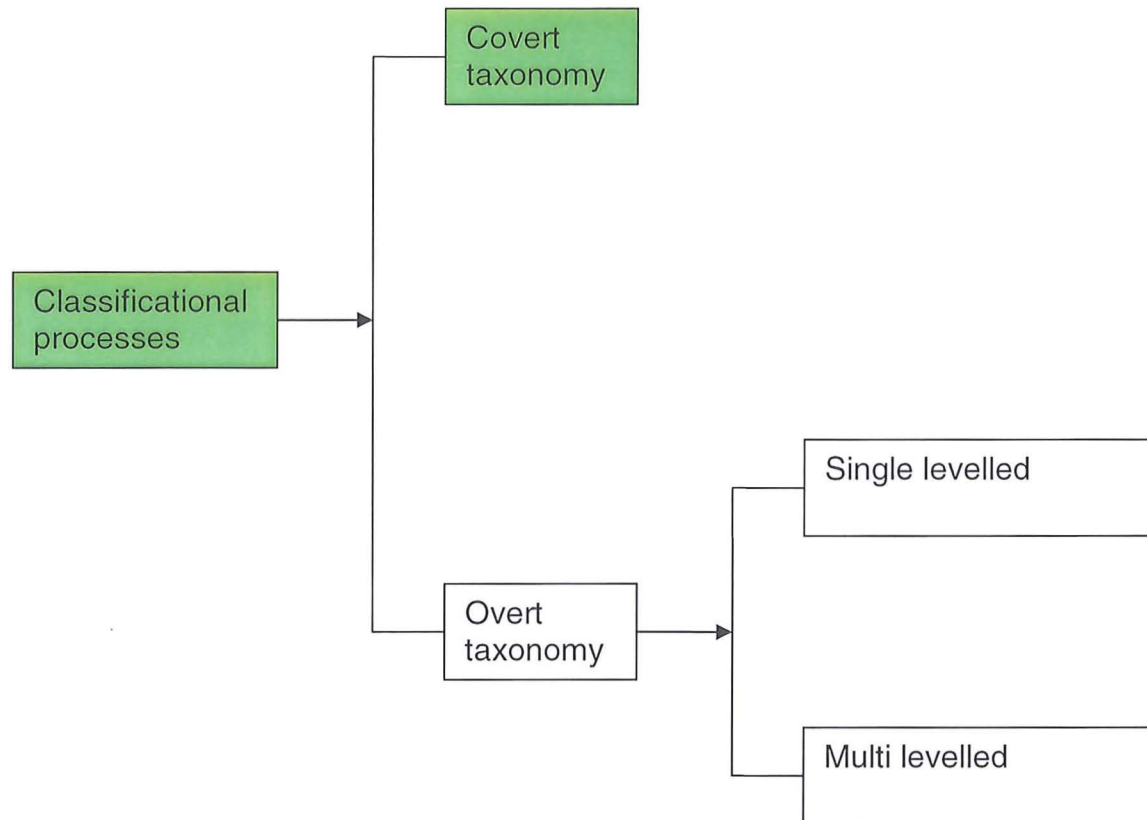 Covert
taxonomy
Classificational
processes
Single levelled
Overt
taxonomy
Multi levelled